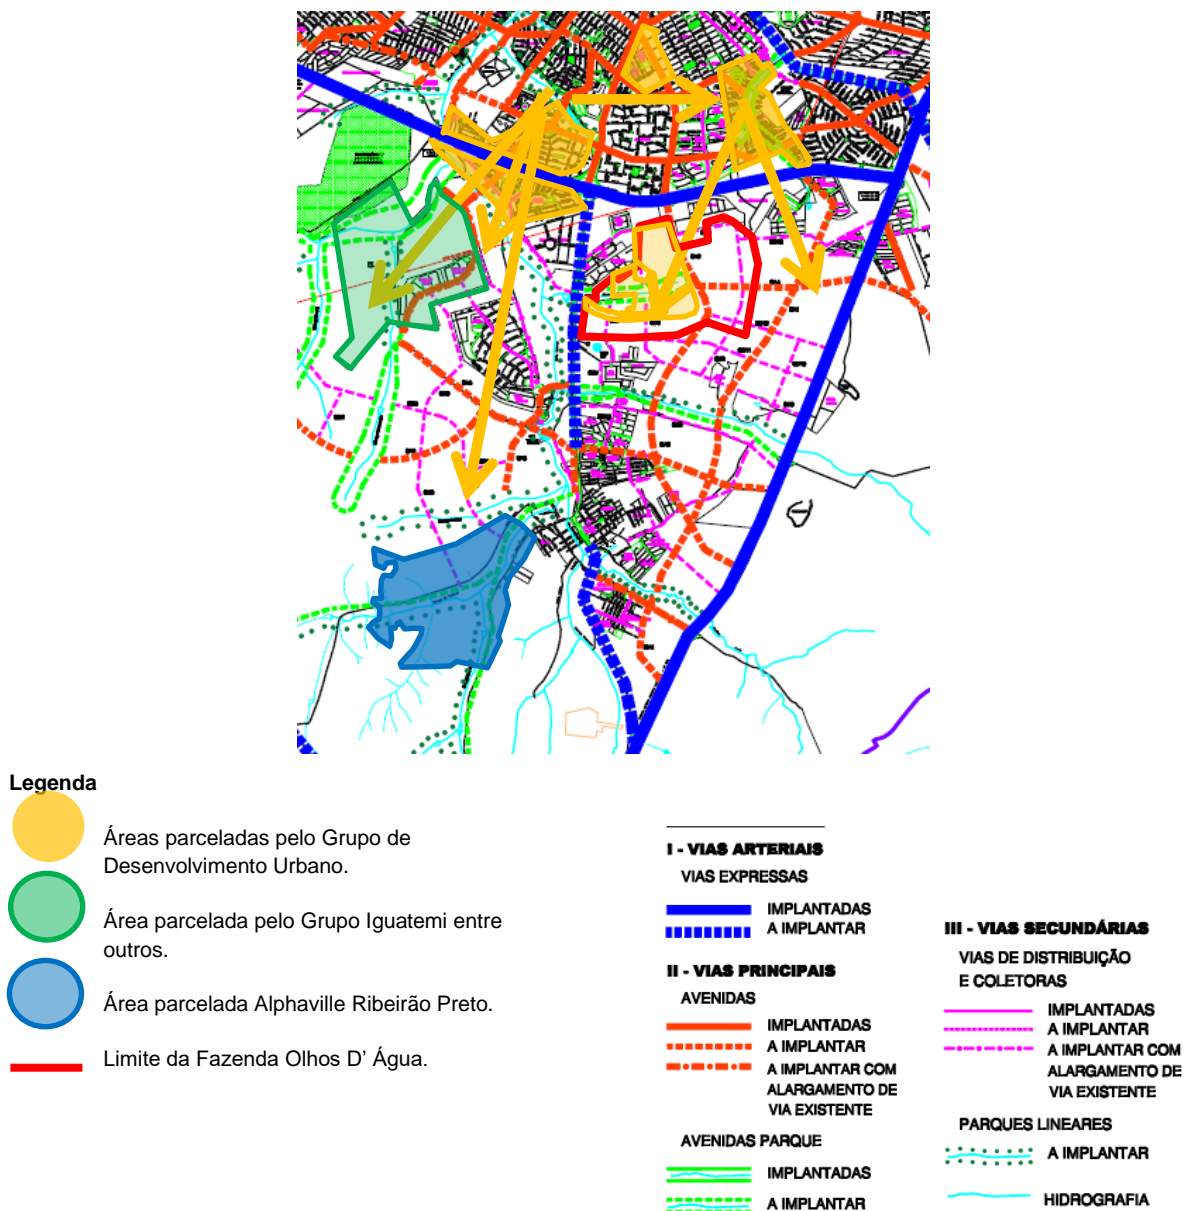 Legenda
Áreas parceladas pelo Grupo de
Desenvolvimento Urbano.
Área parcelada pelo Grupo Iguatemi entre
outros.
Área parcelada Alphaville Ribeirão Preto.
Limite da Fazenda Olhos D' Água.
I - VIAS ARTERIAIS
VIAS EXPRESSAS
IMPLANTADAS
A IMPLANTAR
II - VIAS PRINCIPAIS
AVENIDAS
IMPLANTADAS
A IMPLANTAR
A IMPLANTAR COM
ALARGAMENTO DE
VIA EXISTENTE
AVENIDAS PARQUE
IMPLANTADAS
A IMPLANTAR
III - VIAS SECUNDÁRIAS
VIAS DE DISTRIBUIÇÃO
E COLETORAS
IMPLANTADAS
A IMPLANTAR
A IMPLANTAR COM
ALARGAMENTO DE
VIA EXISTENTE
PARQUES LINEARES
A IMPLANTAR
HIDROGRAFIA